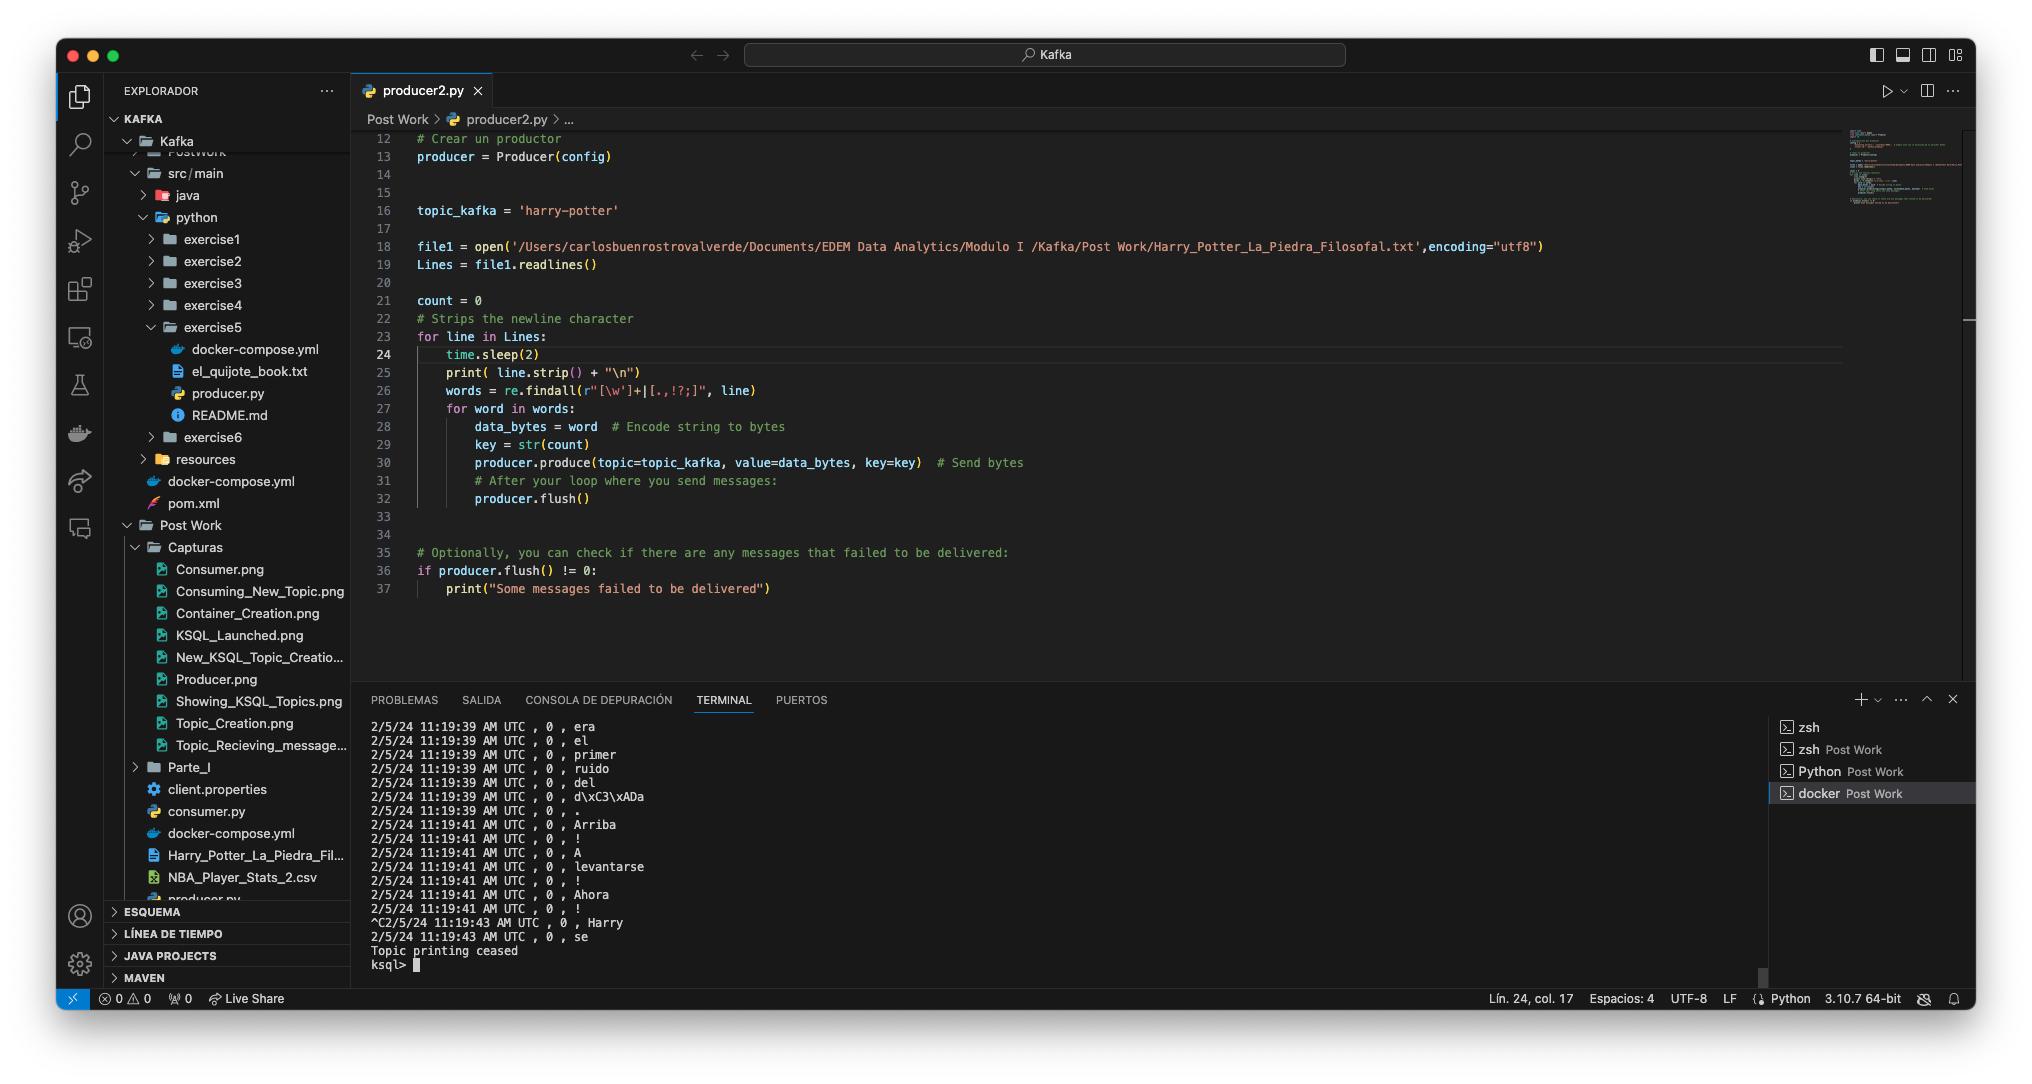 Kafka
EXPLORADOR
KAFKA
Kafka
PostWork
src/main
java
python
exercise1
exercise2
exercise3
exercise4
exercise5
docker-compose.yml
el_quijote_book.txt
producer.py
README.md
exercise6
resources
docker-compose.yml
pom.xml
Post Work
Capturas
Consumer.png
Consuming_New_Topic.png
Container_Creation.png
KSQL_Launched.png
New_KSQL_Topic_Creatio...
Producer.png
Showing_KSQL_Topics.png
Topic_Creation.png
Topic_Recieving_message...
Parte_I
client.properties
consumer.py
docker-compose.yml
Harry_Potter_La_Piedra_Fil...
NBA_Player_Stats_2.csv
producer.py
ESQUEMA
LÍNEA DE TIEMPO
JAVA PROJECTS
MAVEN
producer2.py
Post Work > producer2.py > ...
12 # Crear un productor
13 producer = Producer(config)
14
15
16 topic_kafka = 'harry-potter'
17
18 file1 = open('/Users/carlosbuenrostrovalverde/Documents/EDEM Data Analytics/Modulo I /Kafka/Post Work/Harry_Potter_La_Piedra_Filosofal.txt',encoding="utf8")
19 Lines = file1.readlines()
20
21 count = 0
22 # Strips the newline character
23 for line in Lines:
24 time.sleep(2)
25 print( line.strip() + "\n")
26 words = re.findall(r"[\w']+|[.,!?;]", line)
27 for word in words:
28 data_bytes = word # Encode string to bytes
29 key = str(count)
30 producer.produce(topic=topic_kafka, value=data_bytes, key=key) # Send bytes
31 # After your loop where you send messages:
32 producer.flush()
33
34
35 # Optionally, you can check if there are any messages that failed to be delivered:
36 if producer.flush() != 0:
37 print("Some messages failed to be delivered")
PROBLEMAS SALIDA CONSOLA DE DEPURACIÓN TERMINAL PUERTOS
2/5/24 11:19:39 AM UTC , 0 , era
2/5/24 11:19:39 AM UTC , 0 , el
2/5/24 11:19:39 AM UTC , 0 , primer
2/5/24 11:19:39 AM UTC , 0 , ruido
2/5/24 11:19:39 AM UTC , 0 , del
2/5/24 11:19:39 AM UTC , 0 , d\xC3\xADa
2/5/24 11:19:39 AM UTC , 0 , .
2/5/24 11:19:41 AM UTC , 0 , Arriba
2/5/24 11:19:41 AM UTC , 0 , !
2/5/24 11:19:41 AM UTC , 0 , A
2/5/24 11:19:41 AM UTC , 0 , levantarse
2/5/24 11:19:41 AM UTC , 0 , !
2/5/24 11:19:41 AM UTC , 0 , Ahora
2/5/24 11:19:41 AM UTC , 0 , !
^C2/5/24 11:19:43 AM UTC , 0 , Harry
2/5/24 11:19:43 AM UTC , 0 , se
Topic printing ceased
ksql>
zsh
zsh Post Work
Python Post Work
docker Post Work
0 0 0 Live Share
Lín. 24, col. 17 Espacios: 4 UTF-8 LF Python 3.10.7 64-bit